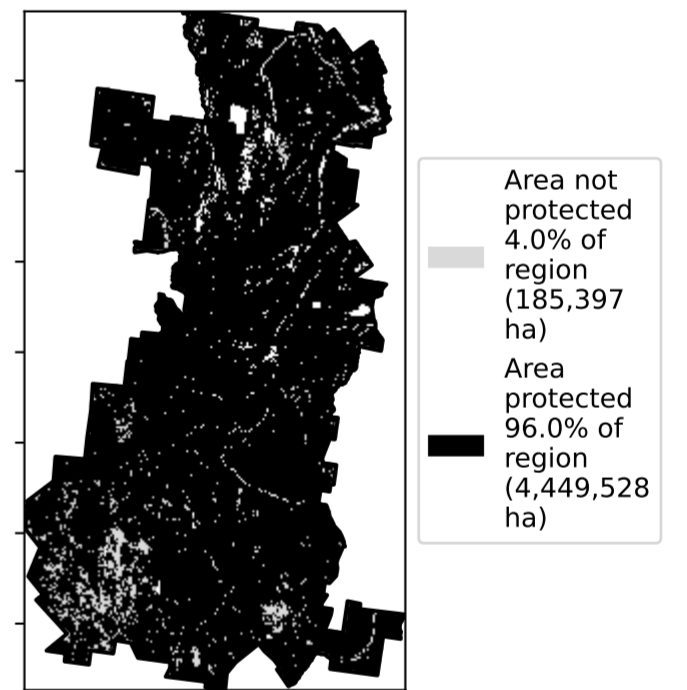 Area not
protected
4.0% of
region
(185,397
ha)
Area
protected
96.0% of
region
(4,449,528
ha)